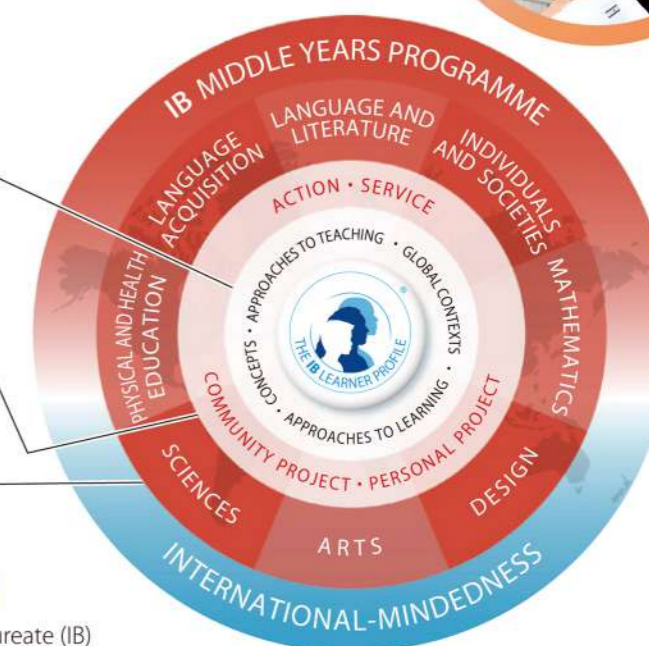 H
IB MIDDLE YEARS PROGRAMME
LANGUAGE AND
LITERATURE
LANGUAGE
ACQUISITION
INDIVIDUALS
AND SOCIETIES
PHYSICAL AND HEALTH
EDUCATION
MATHEMATICS
SCIENCES
ARTS
DESIGN
INTERNATIONAL-MINDEDNESS
ACTION • SERVICE
COMMUNITY PROJECT • PERSONAL PROJECT
APPROACHES TO TEACHING • GLOBAL CONTEXTS •
CONCEPTS • APPROACHES TO LEARNING •
THE IB LEARNER PROFILE
®
ureate (IB)